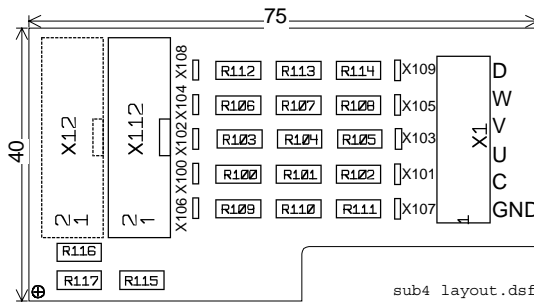 75
40
X12
2 1
X112
2 1
X108 R112 R113 R114 X109 D
X104 R106 R107 R108 X105 W
X102 R103 R104 R105 X103 V
X100 R100 R101 R102 X101 U
X106 R109 R110 R111 X107 C
X1
1
GND
R116
R117 R115
sub4 layout.dsf